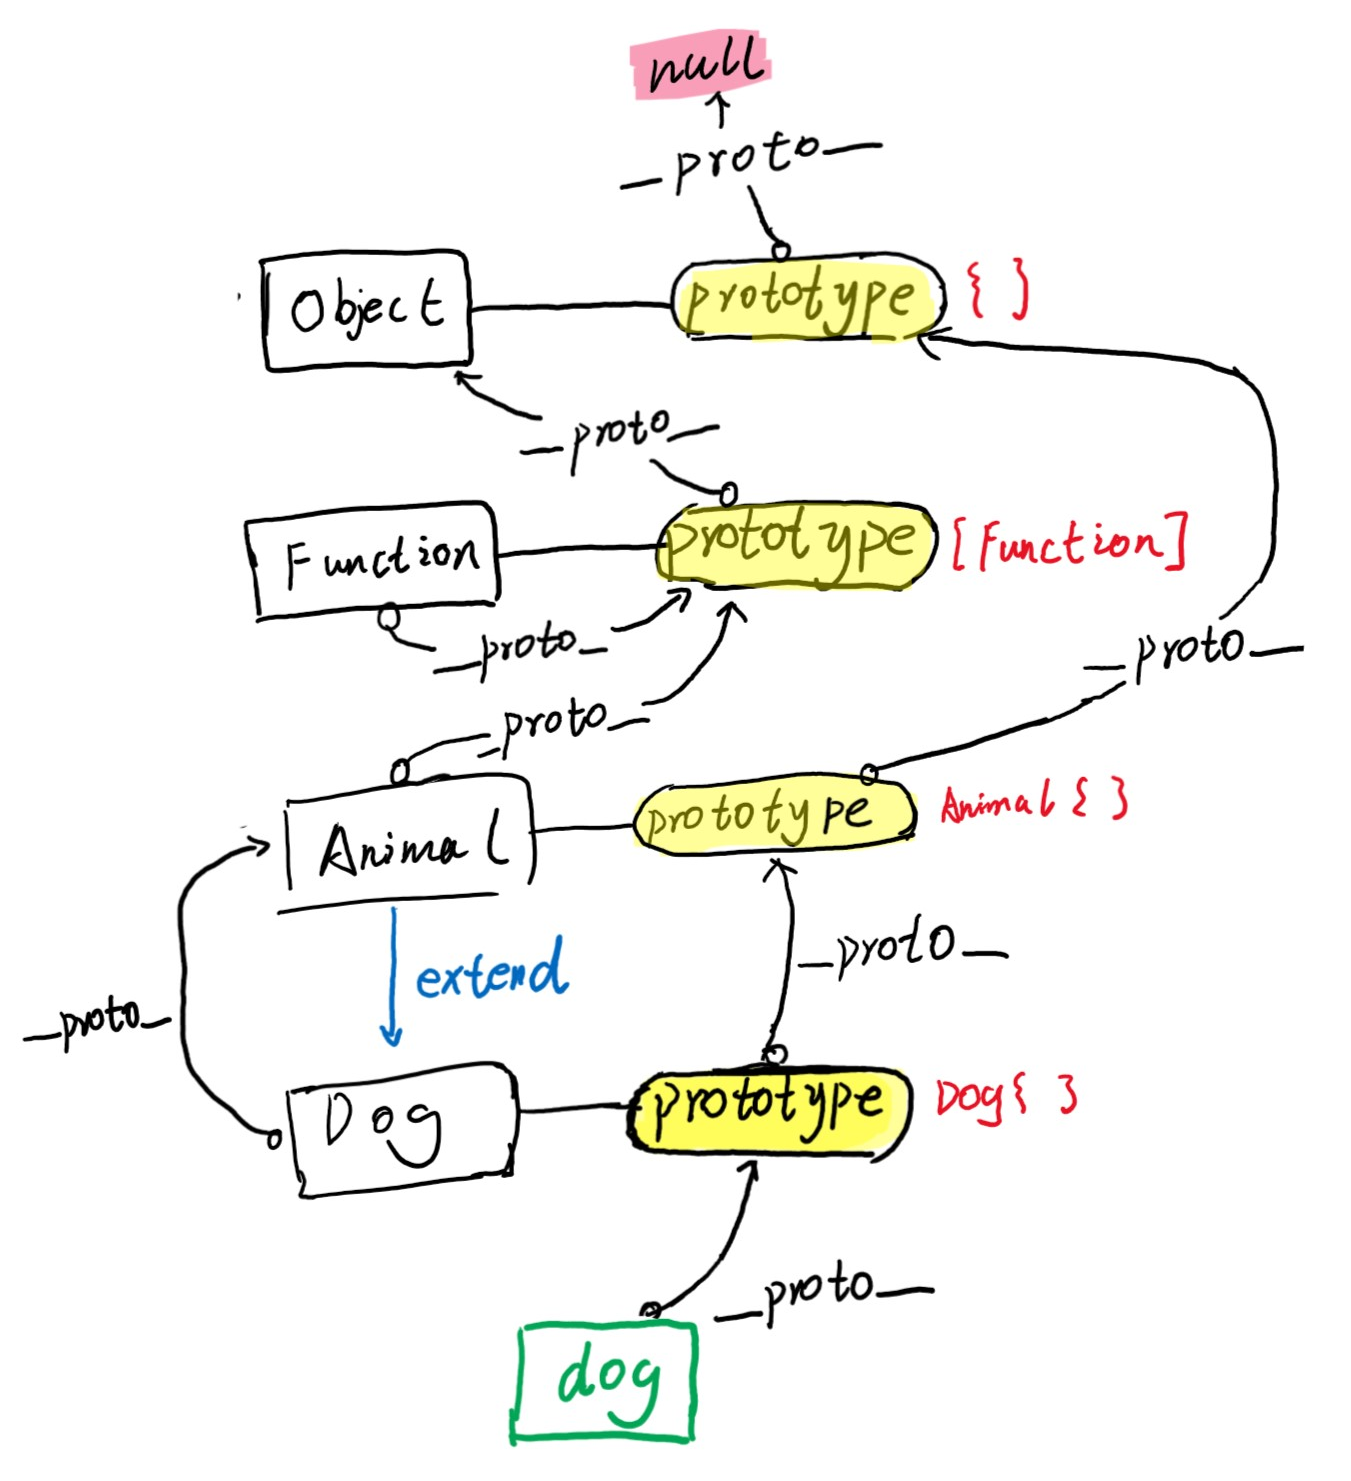 null
__proto__
Object
prototype
{ }
__proto__
Function
prototype
[Function]
__proto__
__proto__
__proto__
Animal
prototype
Animal { }
extend
__proto__
__proto__
Dog
prototype
Dog{ }
__proto__
dog